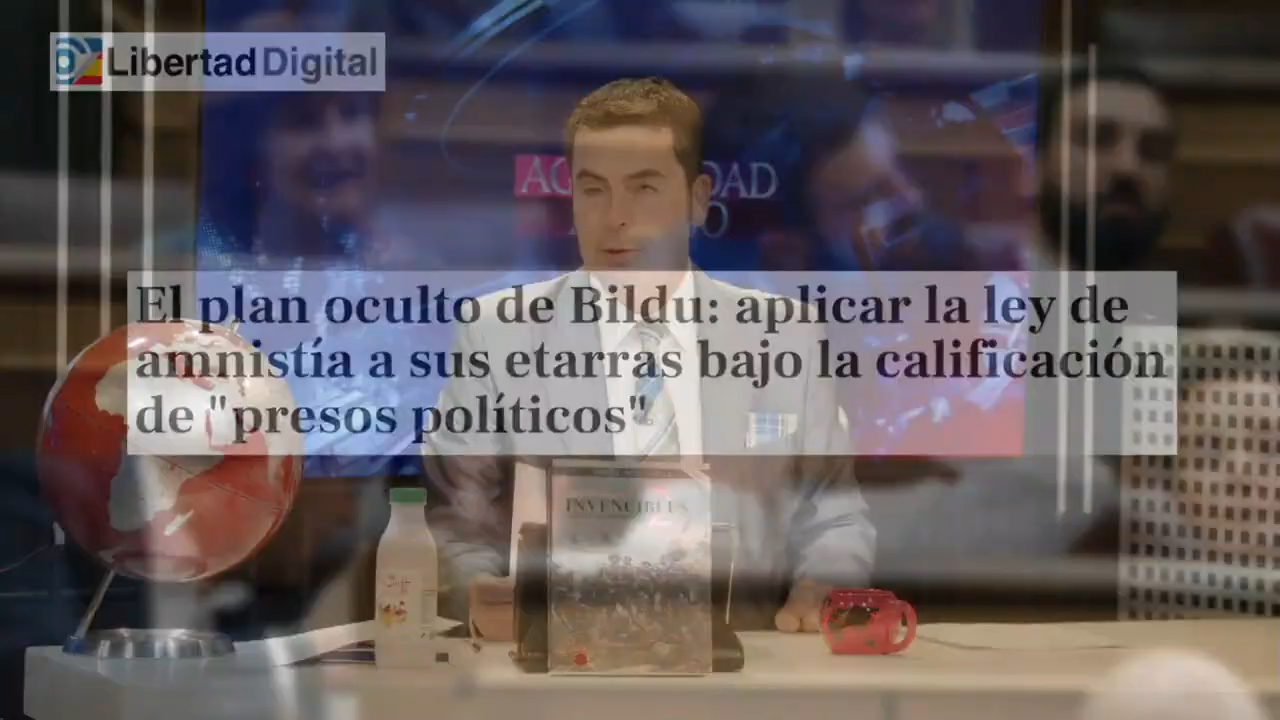 Libertad Digital
El plan oculto de Bildu: aplicar la ley de
amnistía a sus etarras bajo la calificación
de "presos políticos"
INVENCIBLES